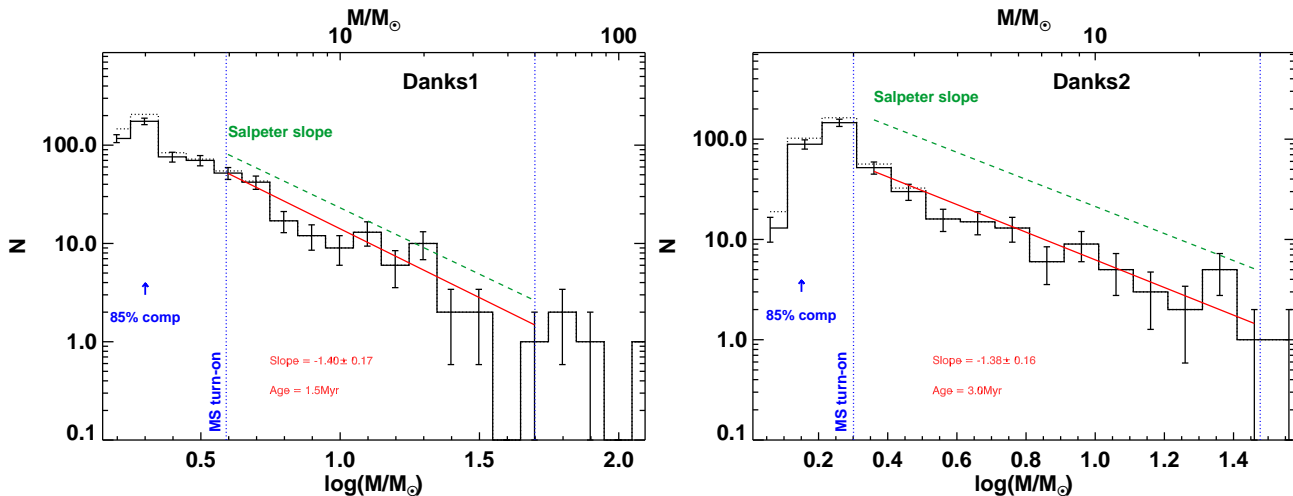 M/M⊙
10 100
Danks1
Salpeter slope
100.0
10.0
1.0
0.1
N
85% comp
MS turn-on
Slope = -1.40± 0.17
Age = 1.5Myr
0.5 1.0 1.5 2.0
log(M/M⊙)
M/M⊙
10
Danks2
Salpeter slope
100.0
10.0
1.0
0.1
N
85% comp
MS turn-on
Slope = -1.38± 0.16
Age = 3.0Myr
0.2 0.4 0.6 0.8 1.0 1.2 1.4
log(M/M⊙)